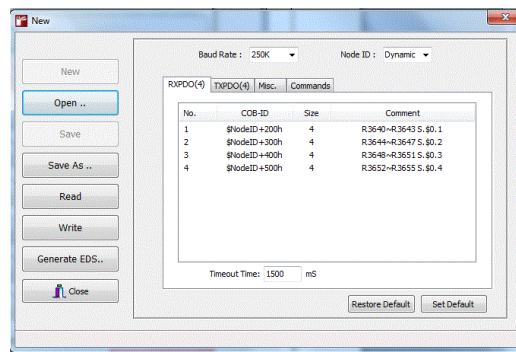 New
Baud Rate : 250K Node ID : Dynamic
New
Open ..
Save
Save As ..
Read
Write
Generate EDS..
Close
RXPDO(4) TXPDO(4) Misc. Commands
No. COB-ID Size Comment
1 $NodeID+200h 4 R3640~R3643 S.$0.1
2 $NodeID+300h 4 R3644~R3647 S.$0.2
3 $NodeID+400h 4 R3648~R3651 S.$0.3
4 $NodeID+500h 4 R3652~R3655 S.$0.4
Timeout Time: 1500 mS
Restore Default Set Default